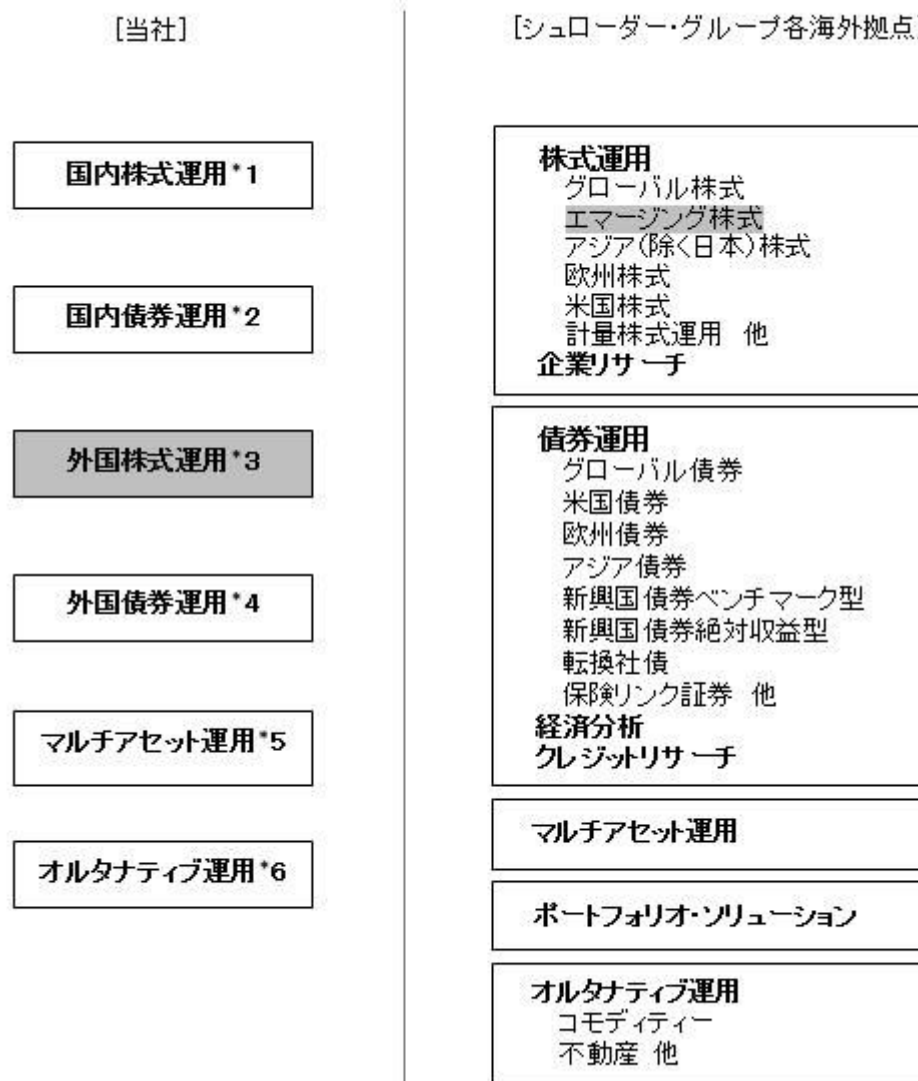 [当社]
国内株式運用*1
国内債券運用*2
外国株式運用*3
外国債券運用*4
マルチアセット運用*5
オルタナティブ運用*6
[シュローダー・グループ各海外拠点]
株式運用
グローバル株式
エマージング株式
アジア(除く日本)株式
欧州株式
米国株式
計量株式運用 他
企業リサーチ
債券運用
グローバル債券
米国債券
欧州債券
アジア債券
新興国債券ベンチマーク型
新興国債券絶対収益型
転換社債
保険リンク証券 他
経済分析
クレジットリサーチ
マルチアセット運用
ポートフォリオ・ソリューション
オルタナティブ運用
コモディティー
不動産 他